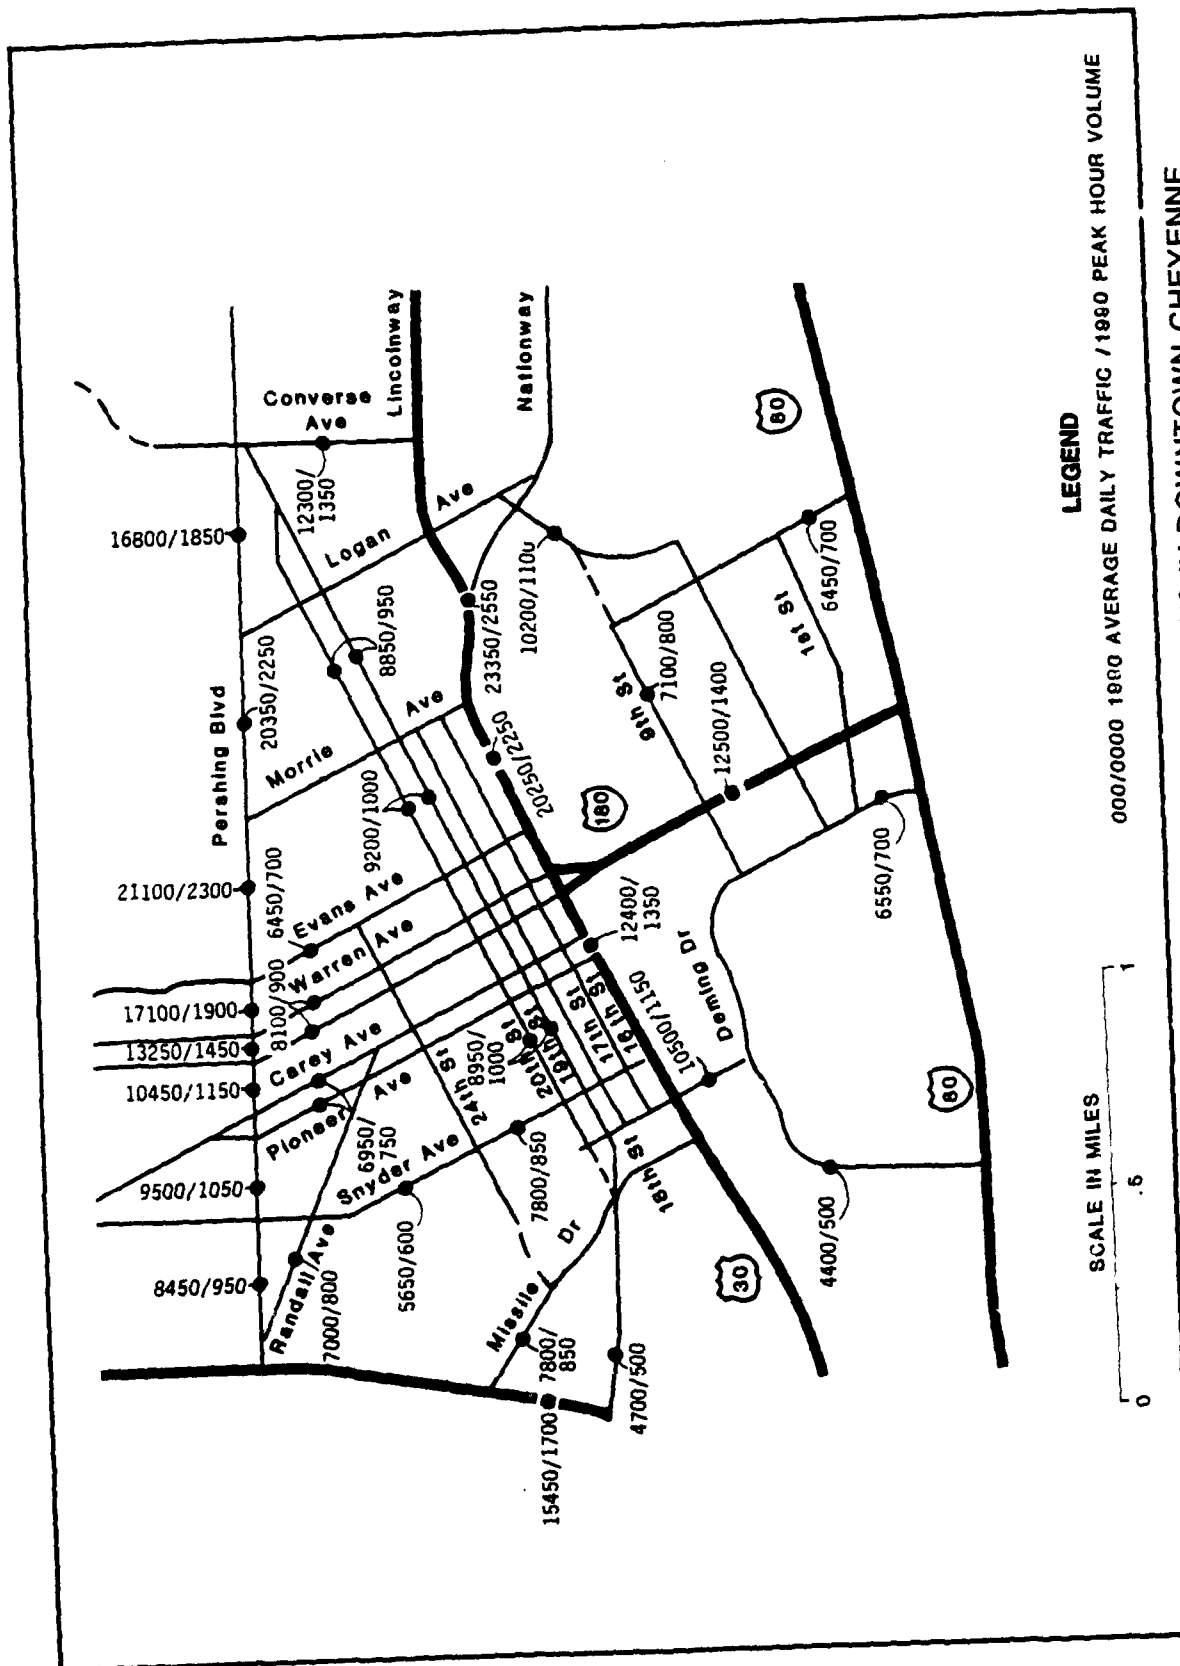 Converse
Ave
12300/
1350
Lincolnway
Nationway
16800/1850
Logan Ave
8850/950
Pershing Blvd
20350/2250
Morrie Ave
23350/2550
10200/1100
80
1st St
6450/700
9th St
7100/800
12500/1400
20250/2250
180
9200/1000
21100/2300
6450/700
Evans Ave
Warren Ave
17100/1900
8100/900
13250/1450
Carey Ave
10450/1150
Pioneer Ave
6950/
750
24th St
8950/
1000
20th St
19th St
17th St
16th St
12400/
1350
10500/1150
Deming Dr
6550/700
80
9500/1050
Snyder Ave
7800/850
18th St
8450/950
Randall Ave
7000/800
5650/600
Missile Dr
7800/
850
15450/1700
4700/500
30
4400/500
LEGEND
000/0000 1990 AVERAGE DAILY TRAFFIC /1990 PEAK HOUR VOLUME
SCALE IN MILES
0 .5 1
DOWNTOWN CHEYENNE